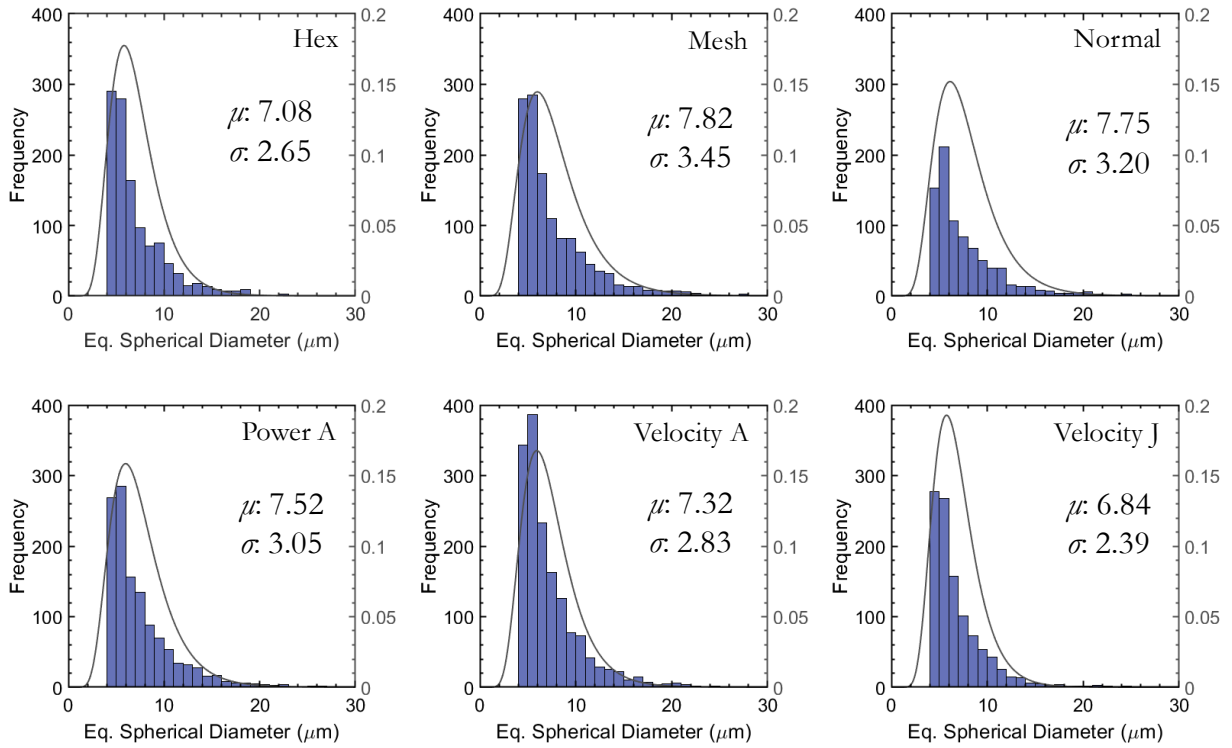 400
300
200
100
0
Frequency
0.2
0.15
0.1
0.05
0
Hex
μ: 7.08
σ: 2.65
0 10 20 30
Eq. Spherical Diameter (μm)
400
300
200
100
0
Frequency
0.2
0.15
0.1
0.05
0
Mesh
μ: 7.82
σ: 3.45
0 10 20 30
Eq. Spherical Diameter (μm)
400
300
200
100
0
Frequency
0.2
0.15
0.1
0.05
0
Normal
μ: 7.75
σ: 3.20
0 10 20 30
Eq. Spherical Diameter (μm)
400
300
200
100
0
Frequency
0.2
0.15
0.1
0.05
0
Power A
μ: 7.52
σ: 3.05
0 10 20 30
Eq. Spherical Diameter (μm)
400
300
200
100
0
Frequency
0.2
0.15
0.1
0.05
0
Velocity A
μ: 7.32
σ: 2.83
0 10 20 30
Eq. Spherical Diameter (μm)
400
300
200
100
0
Frequency
0.2
0.15
0.1
0.05
0
Velocity J
μ: 6.84
σ: 2.39
0 10 20 30
Eq. Spherical Diameter (μm)